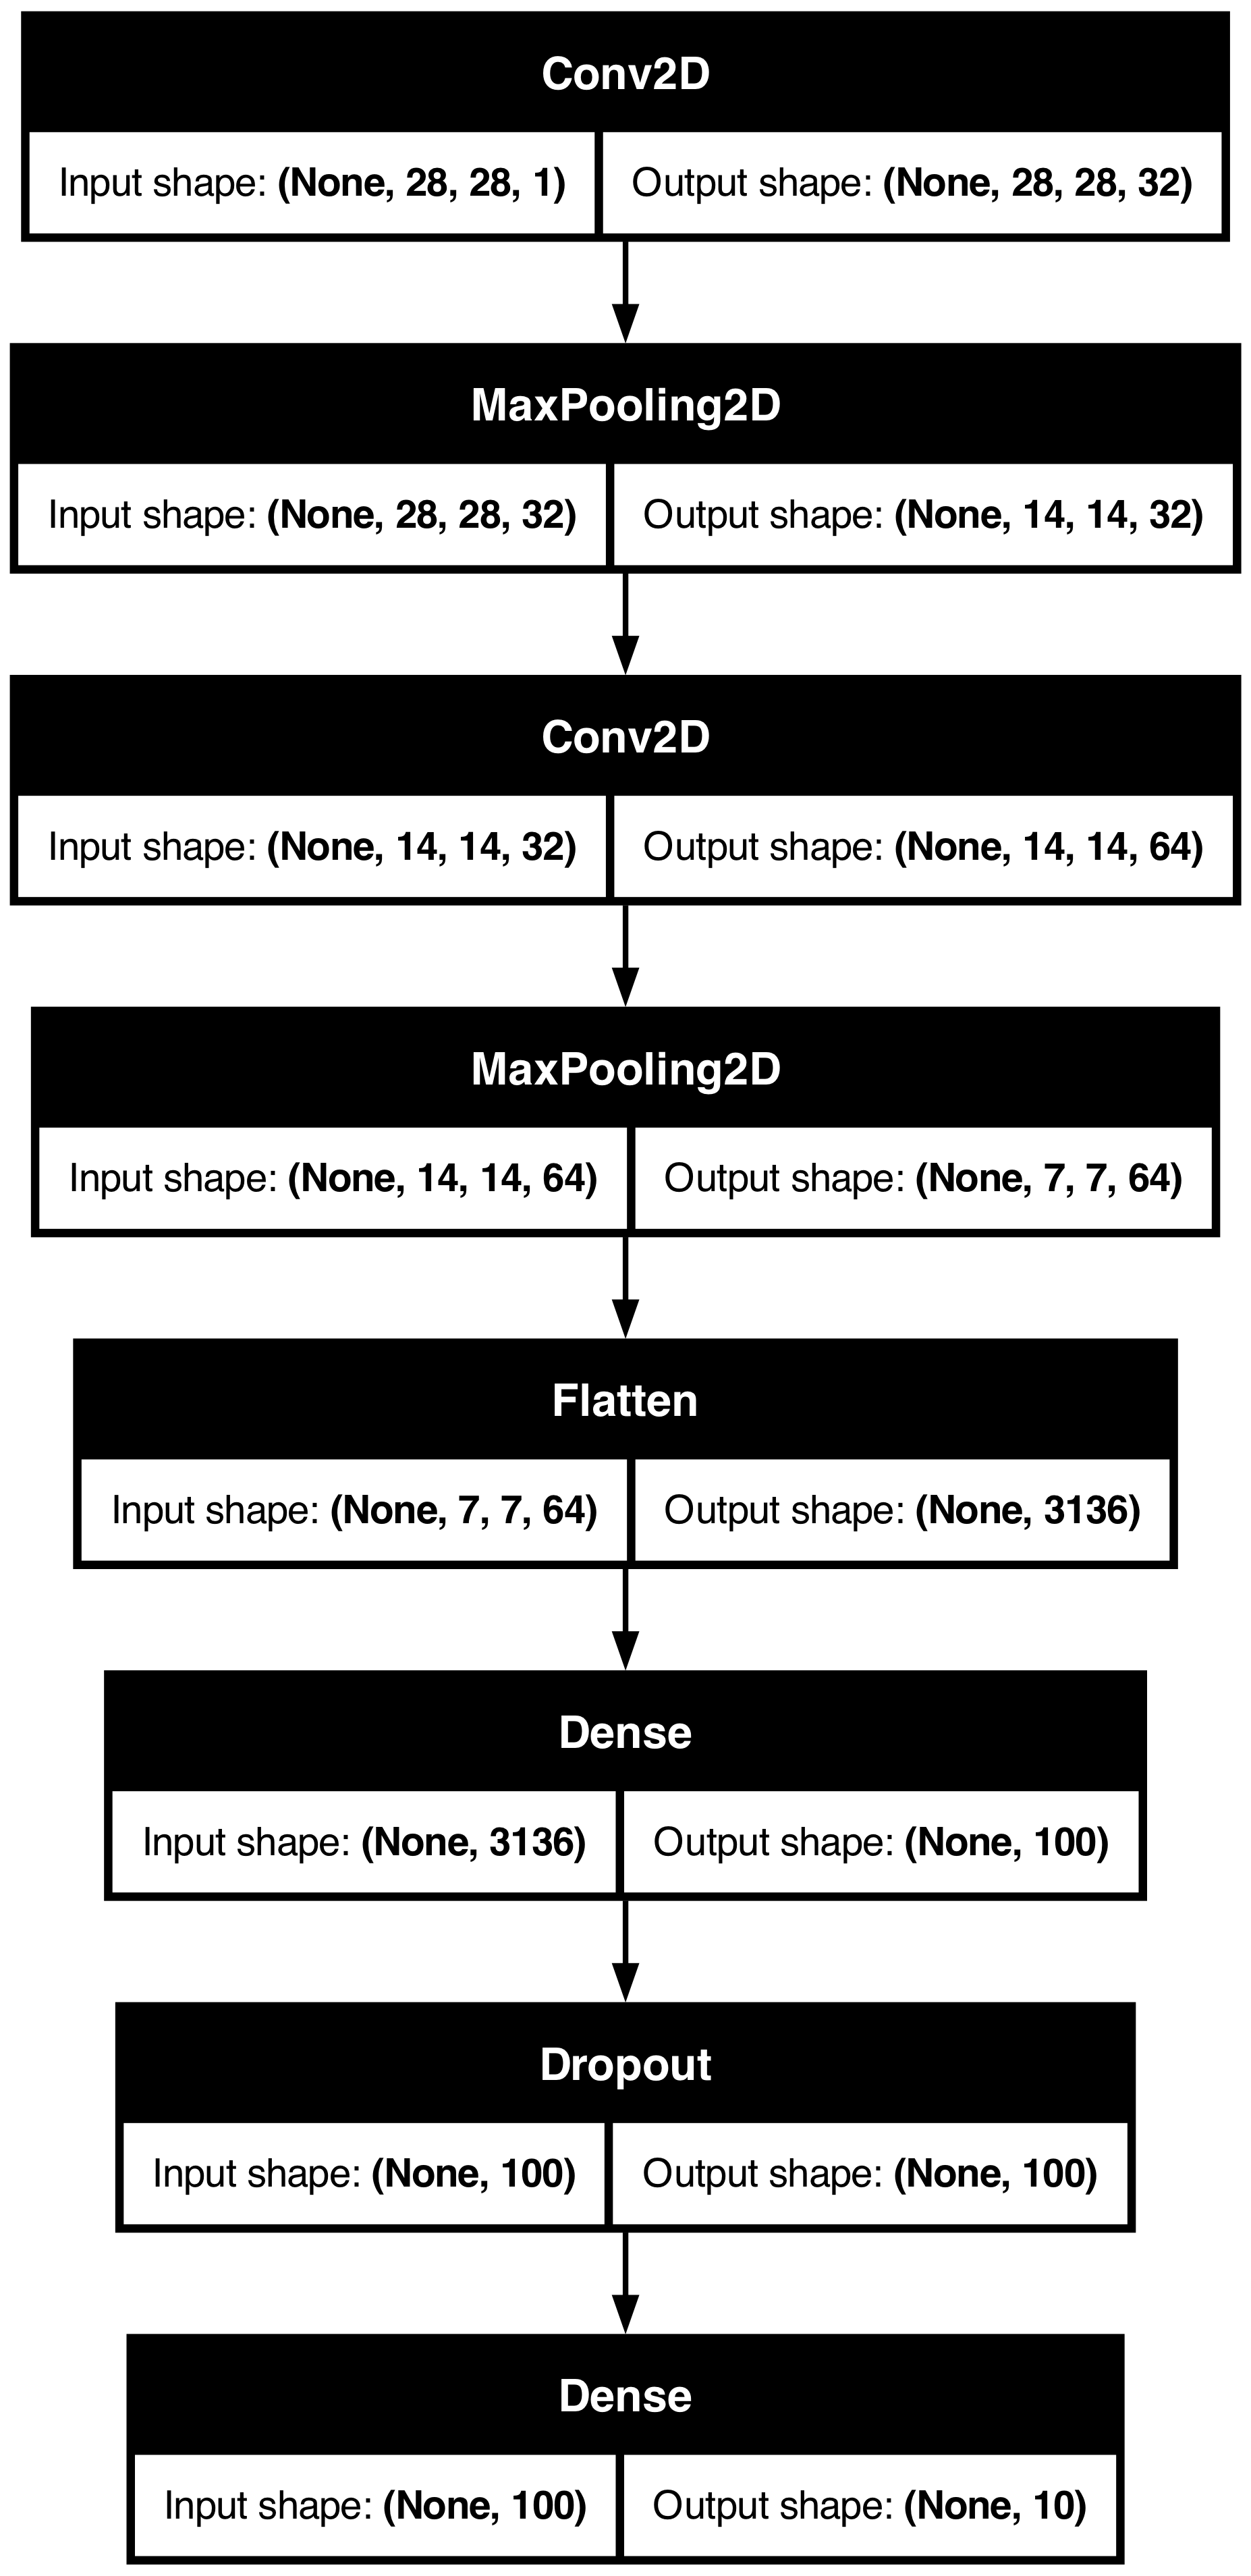 Conv2D
Input shape: (None, 28, 28, 1) Output shape: (None, 28, 28, 32)
MaxPooling2D
Input shape: (None, 28, 28, 32) Output shape: (None, 14, 14, 32)
Conv2D
Input shape: (None, 14, 14, 32) Output shape: (None, 14, 14, 64)
MaxPooling2D
Input shape: (None, 14, 14, 64) Output shape: (None, 7, 7, 64)
Flatten
Input shape: (None, 7, 7, 64) Output shape: (None, 3136)
Dense
Input shape: (None, 3136) Output shape: (None, 100)
Dropout
Input shape: (None, 100) Output shape: (None, 100)
Dense
Input shape: (None, 100) Output shape: (None, 10)